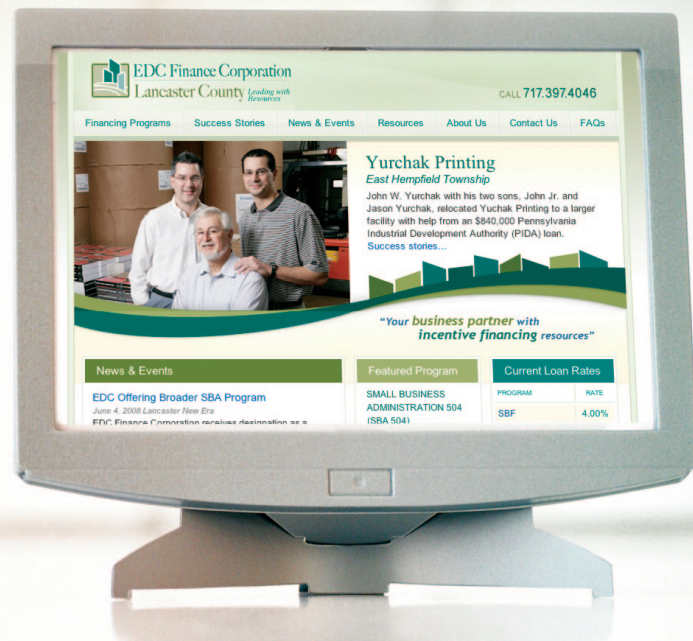 EDC Finance Corporation
Lancaster County Leading with
Resources
CALL 717.397.4046
Financing Programs Success Stories News & Events Resources About Us Contact Us FAQs
Yurchak Printing
East Hempfield Township
John W. Yurchak with his two sons, John Jr. and
Jason Yurchak, relocated Yuchak Printing to a larger
facility with help from an $840,000 Pennsylvania
Industrial Development Authority (PIDA) loan.
Success stories...
"Your business partner with
incentive financing resources"
News & Events
EDC Offering Broader SBA Program
June 4, 2008 Lancaster New Era
EDC Finance Corporation receives designation as a
Featured Program
SMALL BUSINESS
ADMINISTRATION 504
(SBA 504)
Current Loan Rates
PROGRAM RATE
SBF 4.00%